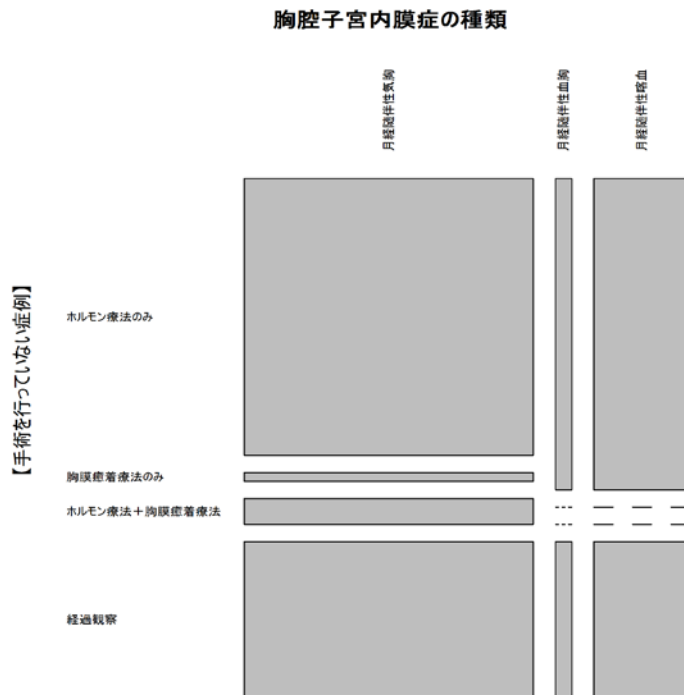 胸腔子宮内膜症の種類
月経随伴性気胸
月経随伴性血胸
月経随伴性喀血
【手術を行っていない症例】
ホルモン療法のみ
胸膜癒着療法のみ
ホルモン療法＋胸膜癒着療法
経過観察